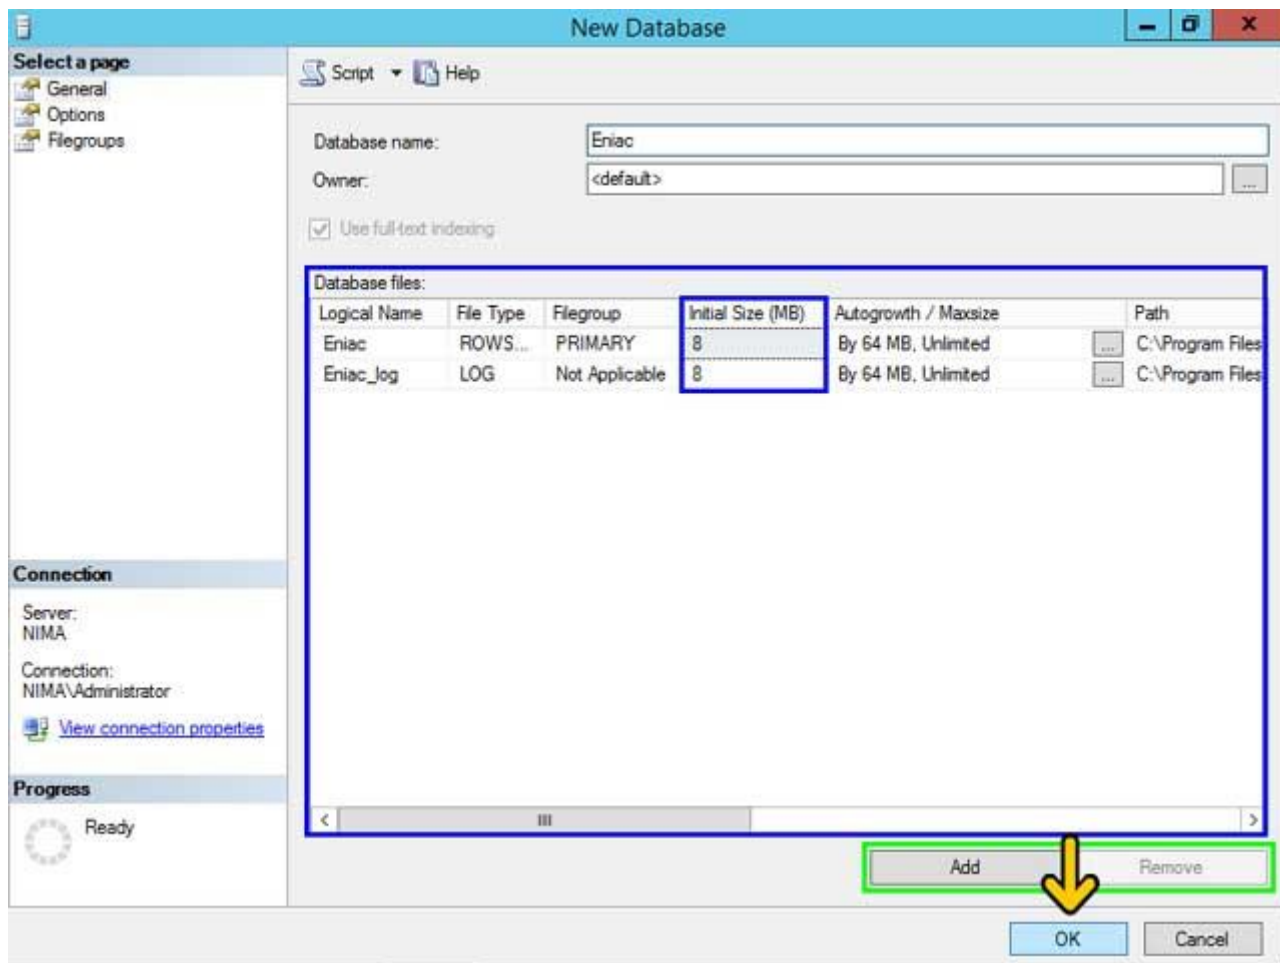 New Database
Select a page
General
Options
Filegroups
Script
Help
Database name:
Eniac
Owner:
<default>
...
Use full-text indexing
Database files:
Logical Name File Type Filegroup Initial Size (MB) Autogrowth / Maxsize Path
Eniac ROWS... PRIMARY 8 By 64 MB, Unlimited ... C:\Program Files
Eniac_log LOG Not Applicable 8 By 64 MB, Unlimited ... C:\Program Files
Connection
Server:
NIMA
Connection:
NIMA\Administrator
View connection properties
Progress
Ready
Add
Remove
OK
Cancel